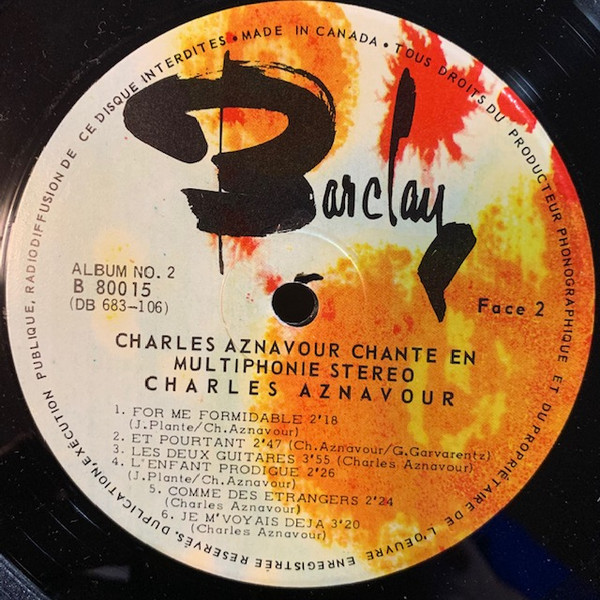 TOUS DROITS DU PRODUCTEUR PHONOGRAPHIQUE ET DU PROPRIÉTAIRE DE L'OEUVRE ENREGISTRÉE RESERVÉS, DUPLICATION, EXÉCUTION PUBLIQUE, RADIODIFFUSION DE CE DISQUE INTERDITES • MADE IN CANADA •
Barclay
ALBUM NO. 2
B 80015
(DB 683-106)
Face 2
CHARLES AZNAVOUR CHANTE EN
MULTIPHONIE STEREO
CHARLES AZNAVOUR
1. FOR ME FORMIDABLE 2'18
(J.Plante/Ch.Aznavour)
2. ET POURTANT 2'47 (Ch.Aznavour/G.Garvarentz)
3. LES DEUX GUITARES 3'55 (Charles Aznavour)
4. L'ENFANT PRODIGUE 2'26
(J.Plante/Ch.Aznavour)
5. COMME DES ETRANGERS 2'24
(Charles Aznavour)
6. JE M'VOYAIS DEJA 3'20
(Charles Aznavour)